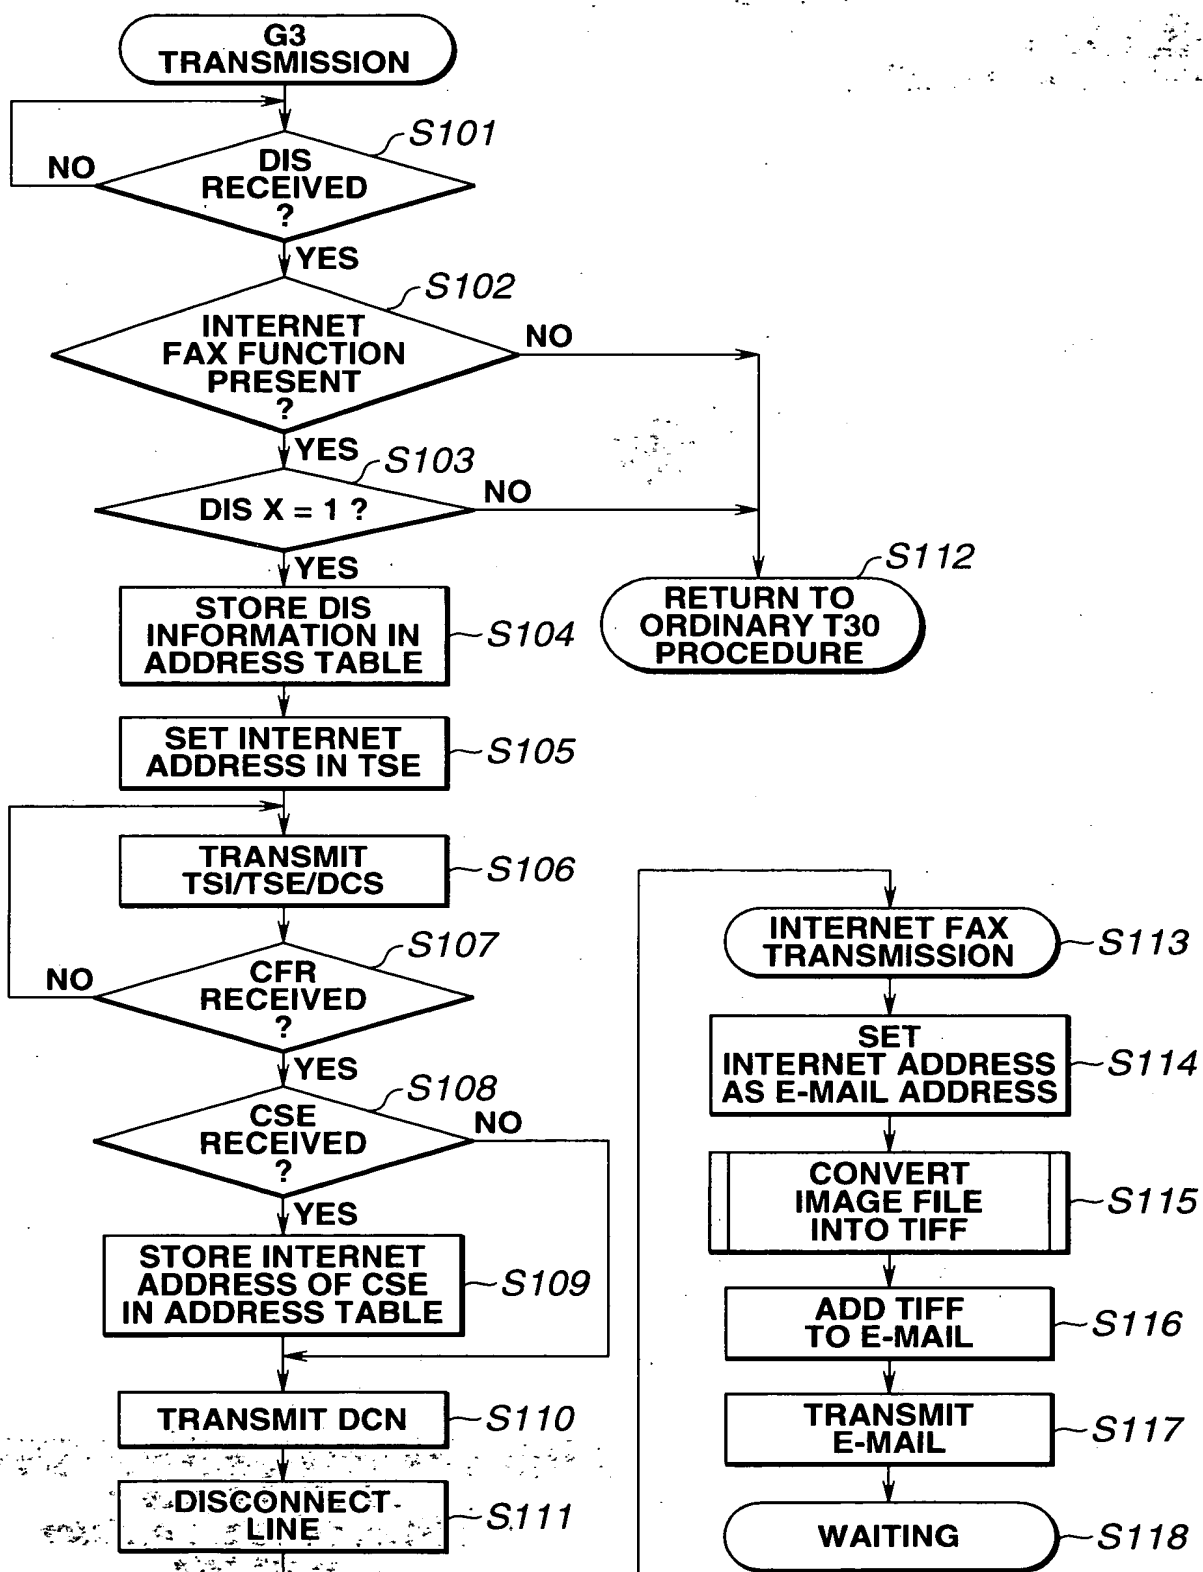 G3
TRANSMISSION
S101
NO
DIS
RECEIVED
?
YES
S102
INTERNET
FAX FUNCTION
PRESENT
?
NO
YES
S103
DIS X = 1 ?
NO
YES
S112
RETURN TO
ORDINARY T30
PROCEDURE
STORE DIS
INFORMATION IN
ADDRESS TABLE
S104
SET INTERNET
ADDRESS IN TSE
S105
TRANSMIT
TSI/TSE/DCS
S106
S107
NO
CFR
RECEIVED
?
YES
S108
CSE
RECEIVED
?
NO
YES
STORE INTERNET
ADDRESS OF CSE
IN ADDRESS TABLE
S109
TRANSMIT DCN
S110
DISCONNECT
LINE
S111
INTERNET FAX
TRANSMISSION
S113
SET
INTERNET ADDRESS
AS E-MAIL ADDRESS
S114
CONVERT
IMAGE FILE
INTO TIFF
S115
ADD TIFF
TO E-MAIL
S116
TRANSMIT
E-MAIL
S117
WAITING
S118